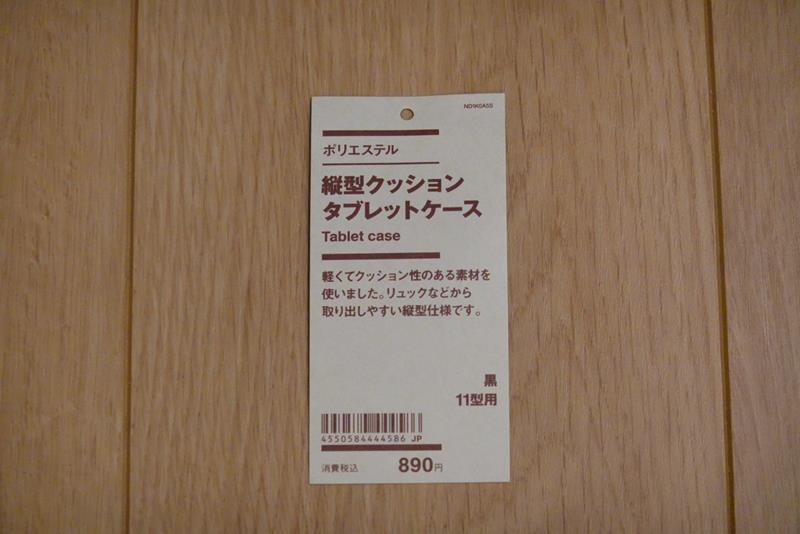 ND1K0A5S
ポリエステル
縦型クッション
タブレットケース
Tablet case
軽くてクッション性のある素材を
使いました。リュックなどから
取り出しやすい縦型仕様です。
黒
11型用
4550584444586 JP
消費税込 890円